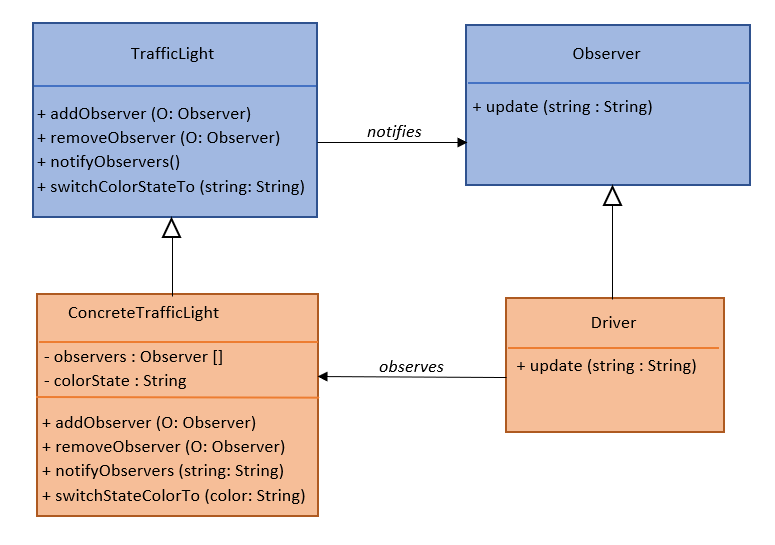 TrafficLight
+ addObserver (O: Observer)
+ removeObserver (O: Observer)
+ notifyObservers()
+ switchColorStateTo (string: String)
notifies
Observer
+ update (string : String)
ConcreteTrafficLight
- observers : Observer []
- colorState : String
+ addObserver (O: Observer)
+ removeObserver (O: Observer)
+ notifyObservers (string: String)
+ switchStateColorTo (color: String)
observes
Driver
+ update (string : String)